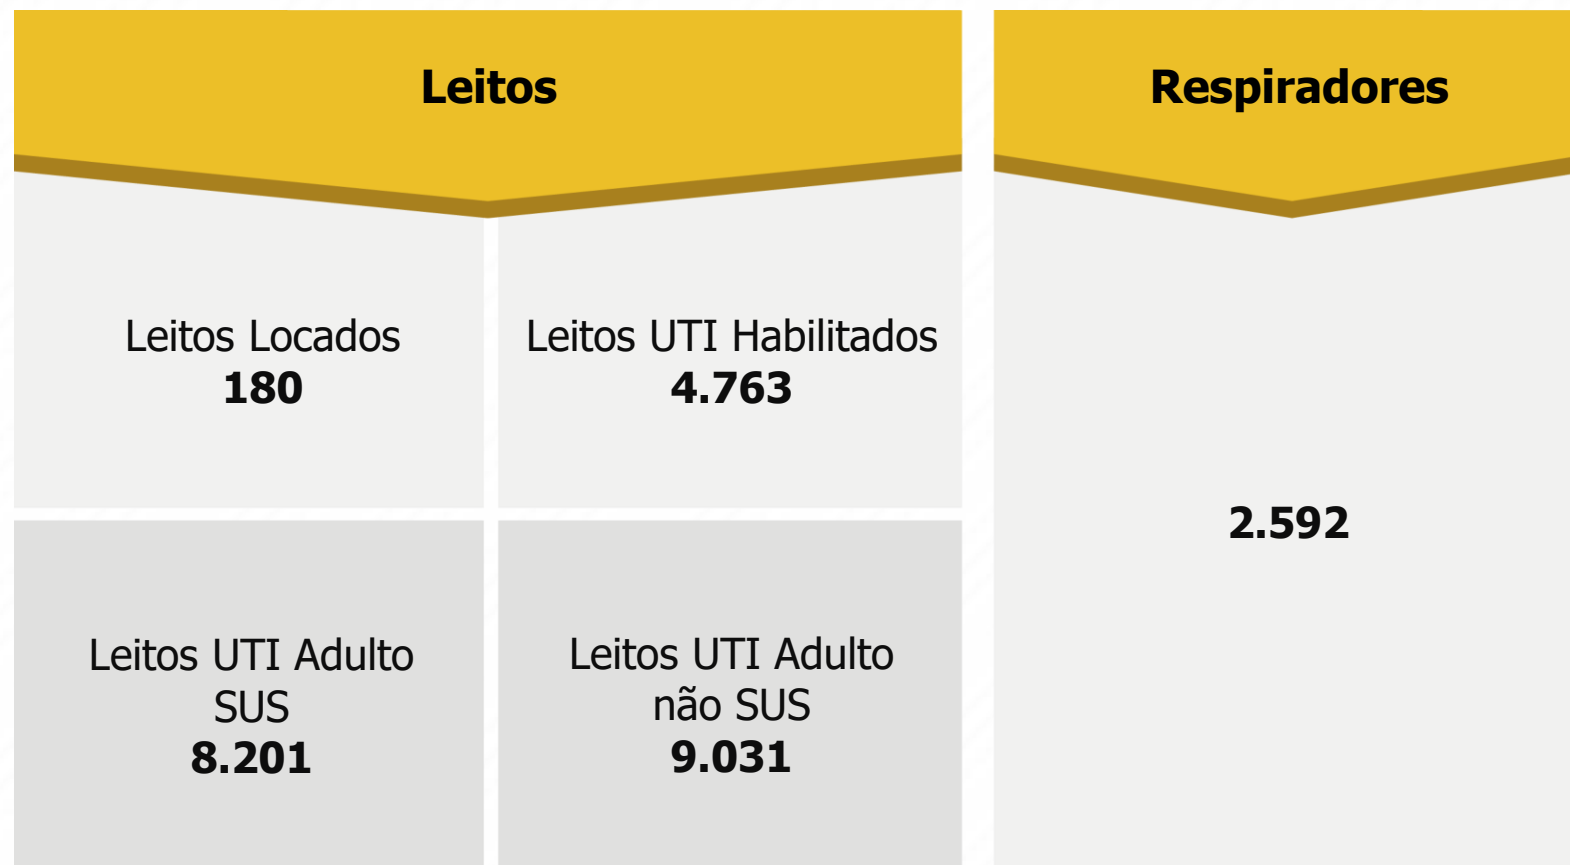 Leitos
Respiradores
Leitos Locados
180
Leitos UTI Habilitados
4.763
Leitos UTI Adulto
SUS
8.201
Leitos UTI Adulto
não SUS
9.031
2.592